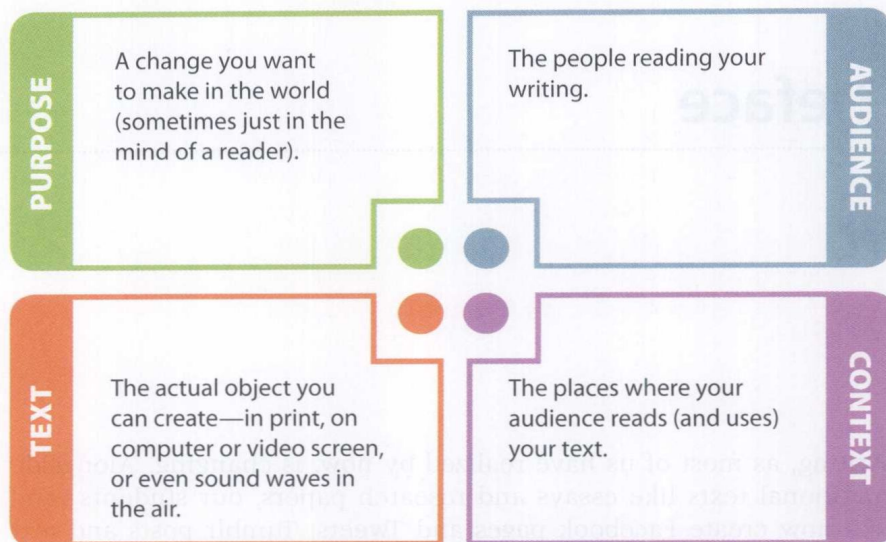 PURPOSE
A change you want
to make in the world
(sometimes just in the
mind of a reader).
The people reading your
writing.
AUDIENCE
TEXT
The actual object you
can create—in print, on
computer or video screen,
or even sound waves in
the air.
The places where your
audience reads (and uses)
your text.
CONTEXT